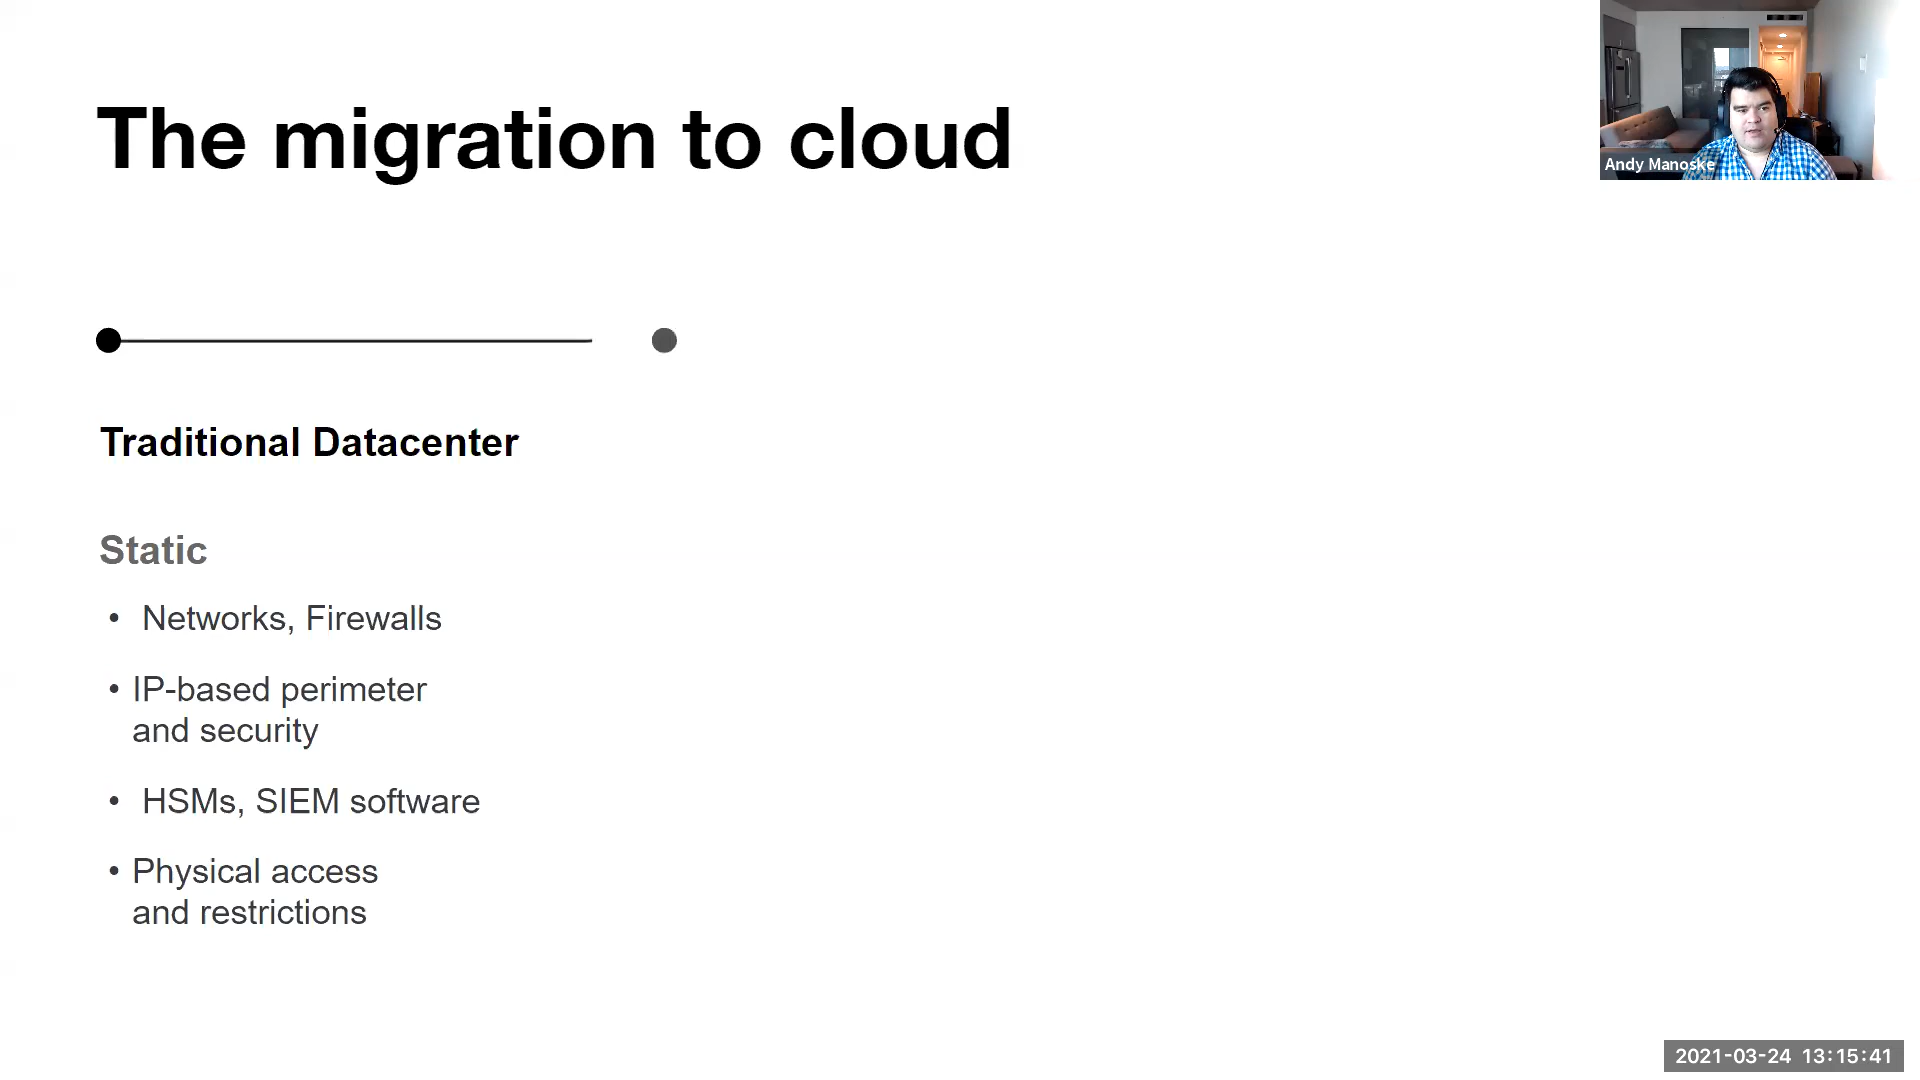 The migration to cloud
Andy Manoske
Traditional Datacenter
Static
• Networks, Firewalls
• IP-based perimeter
and security
• HSMs, SIEM software
• Physical access
and restrictions
2021-03-24 13:15:41